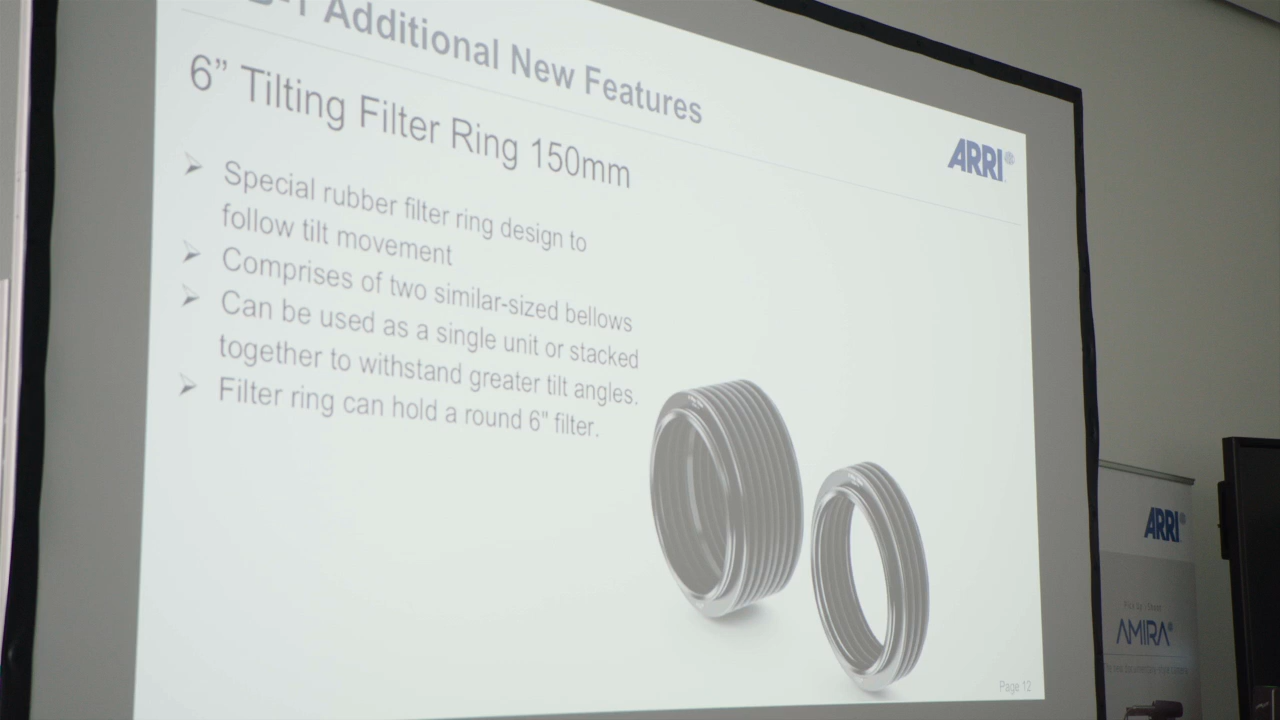 Additional New Features
6” Tilting Filter Ring 150mm
ARRI
➢ Special rubber filter ring design to
follow tilt movement
➢ Comprises of two similar-sized bellows
➢ Can be used as a single unit or stacked
together to withstand greater tilt angles.
➢ Filter ring can hold a round 6" filter.
Page 12
ARRI
AMIRA